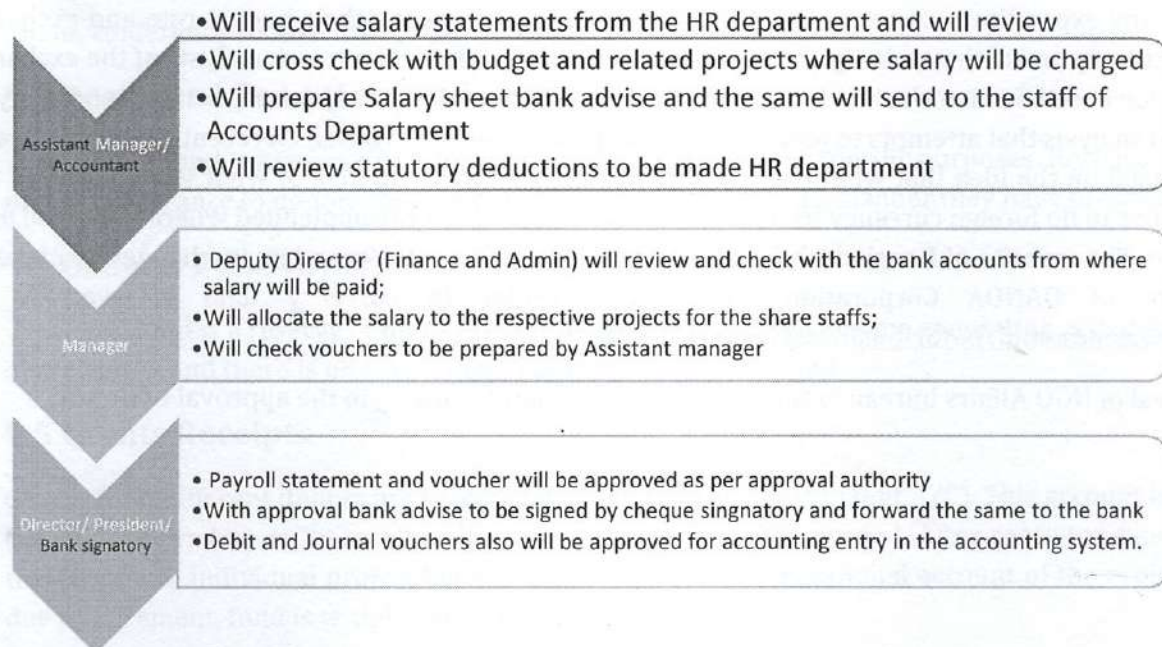 •Will receive salary statements from the HR department and will review
•Will cross check with budget and related projects where salary will be charged
•Will prepare Salary sheet bank advise and the same will send to the staff of
Accounts Department
•Will review statutory deductions to be made HR department
Assistant Manager/
Accountant
• Deputy Director (Finance and Admin) will review and check with the bank accounts from where
salary will be paid;
•Will allocate the salary to the respective projects for the share staffs;
•Will check vouchers to be prepared by Assistant manager
Manager
• Payroll statement and voucher will be approved as per approval authority
•With approval bank advise to be signed by cheque singnatory and forward the same to the bank
•Debit and Journal vouchers also will be approved for accounting entry in the accounting system.
Director/ President/
Bank signatory